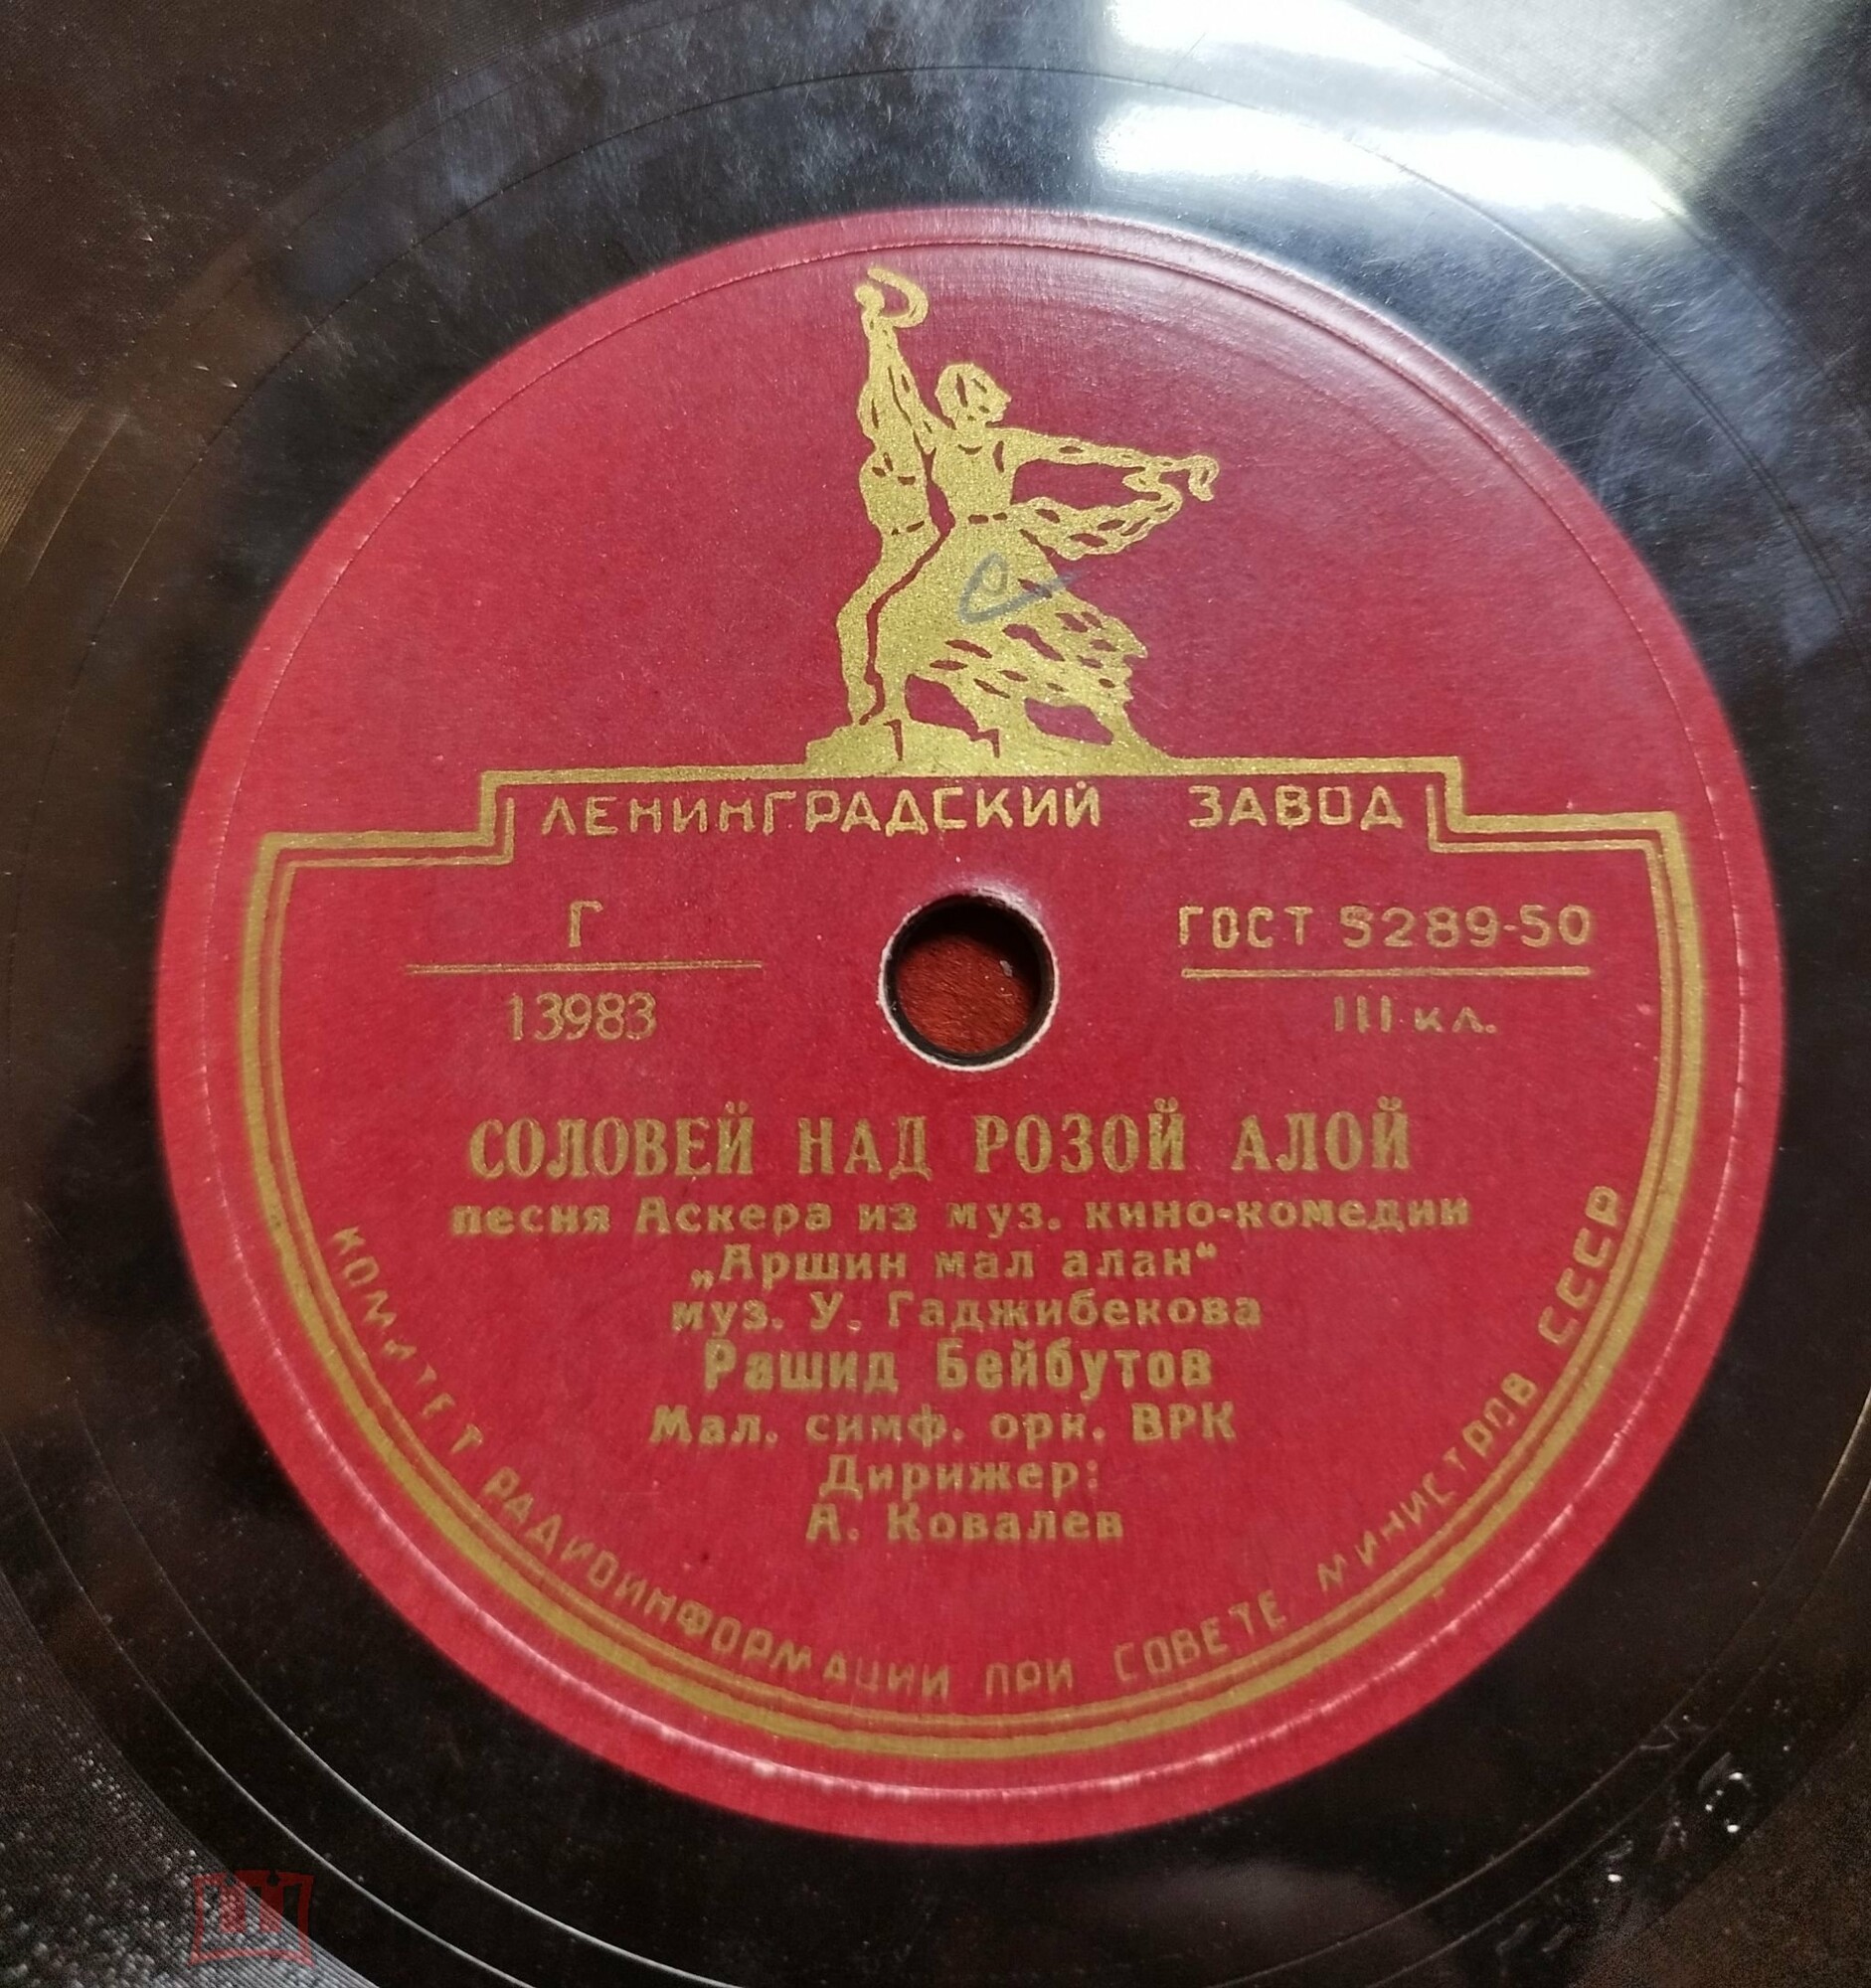 ЛЕНИНГРАДСКИЙ ЗАВОД
Г
13983
ГОСТ 5289-50
III кл.
СОЛОВЕЙ НАД РОЗОЙ АЛОЙ
песня Аскера из муз. кино-комедии
„Аршин мал алан“
муз. У. Гаджибекова
Рашид Бейбутов
Мал. симф. орк. ВРК
Дирижер:
А. Ковалев
КОМИТЕТ РАДИОИНФОРМАЦИИ ПРИ СОВЕТЕ МИНИСТРОВ СССР